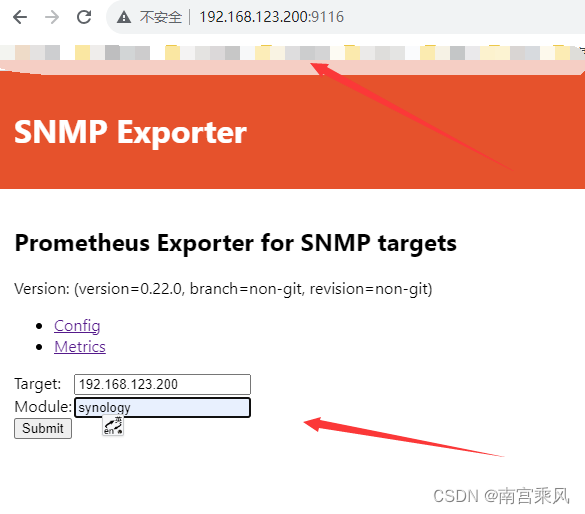 不安全 | 192.168.123.200:9116
SNMP Exporter
Prometheus Exporter for SNMP targets
Version: (version=0.22.0, branch=non-git, revision=non-git)
Config
Metrics
Target: 192.168.123.200
Module: synology
Submit
en 英
CSDN @南宫乘风